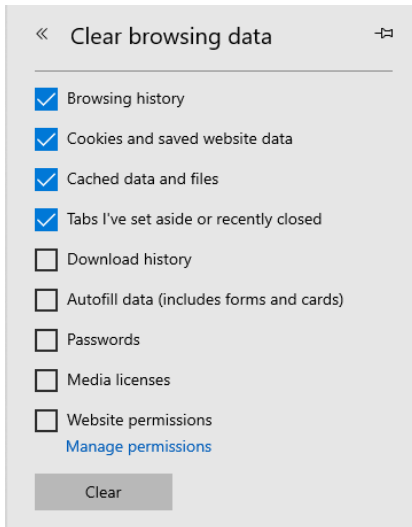 Clear browsing data
Browsing history
Cookies and saved website data
Cached data and files
Tabs I've set aside or recently closed
Download history
Autofill data (includes forms and cards)
Passwords
Media licenses
Website permissions
Manage permissions
Clear